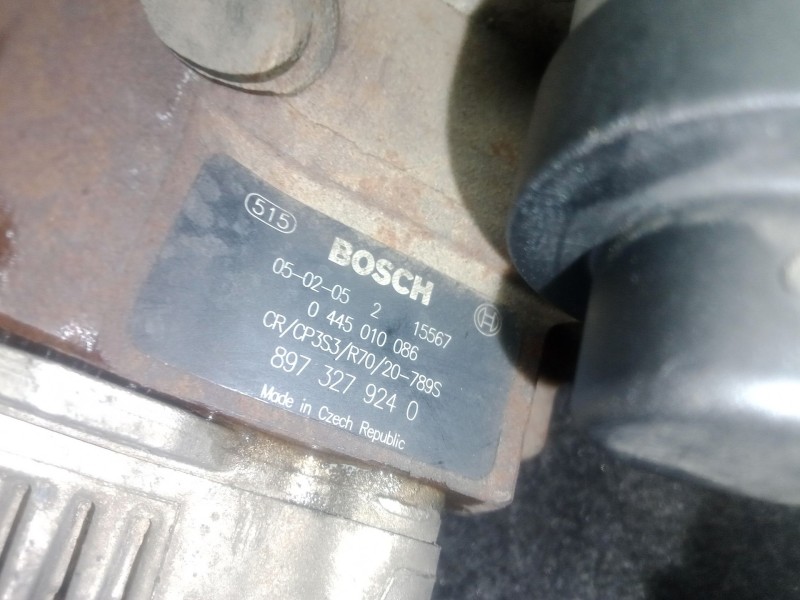 515
BOSCH
05-02-05 2 15567
0 445 010 086
CR/CP3S3/R70/20-789S
897 327 924 0
Made in Czech Republic